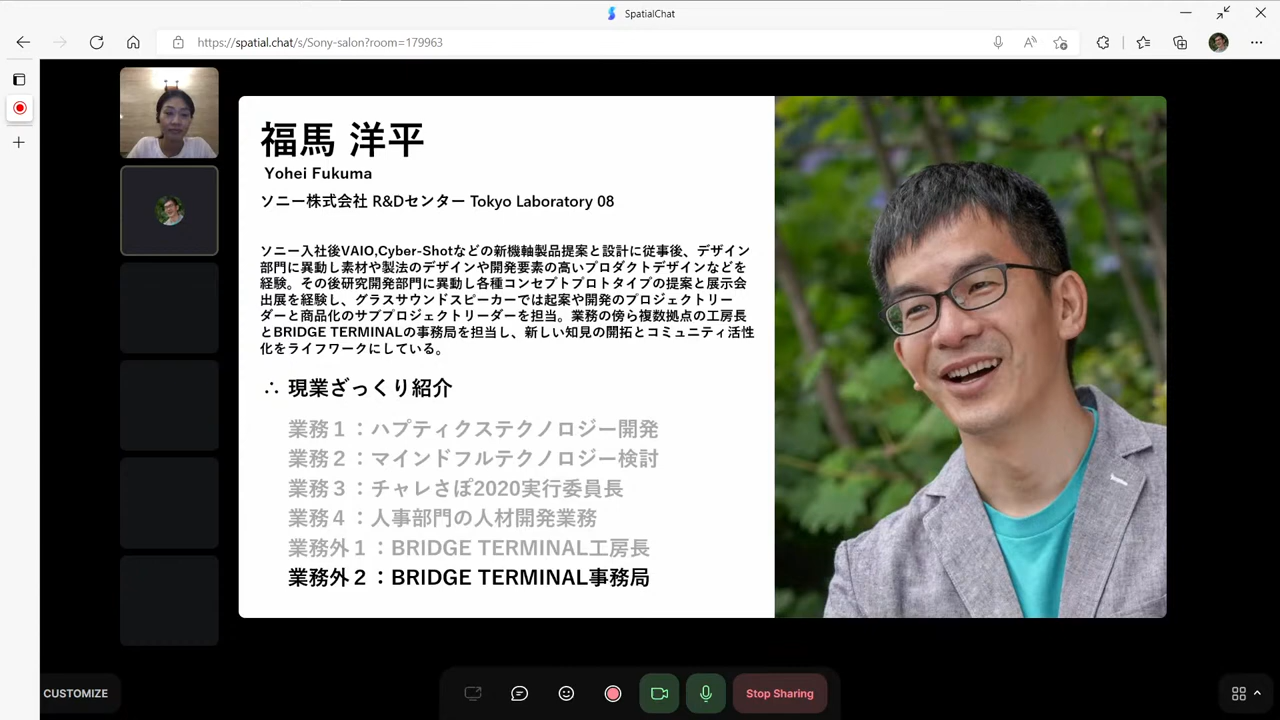 SpatialChat
https://spatial.chat/s/Sony-salon?room=179963
福馬 洋平
Yohei Fukuma
ソニー株式会社 R&Dセンター Tokyo Laboratory 08
ソニー入社後VAIO,Cyber-Shotなどの新機軸製品提案と設計に従事後、デザイン
部門に異動し素材や製法のデザインや開発要素の高いプロダクトデザインなどを
経験。その後研究開発部門に異動し各種コンセプトプロトタイプの提案と展示会
出展を経験し、グラスサウンドスピーカーでは起案や開発のプロジェクトリー
ダーと商品化のサブプロジェクトリーダーを担当。業務の傍ら複数拠点の工房長
とBRIDGE TERMINALの事務局を担当し、新しい知見の開拓とコミュニティ活性
化をライフワークにしている。
∴ 現業ざっくり紹介
業務１：ハプティクステクノロジー開発
業務２：マインドフルテクノロジー検討
業務３：チャレさぽ2020実行委員長
業務４：人事部門の人材開発業務
業務外１：BRIDGE TERMINAL工房長
業務外２：BRIDGE TERMINAL事務局
CUSTOMIZE
Stop Sharing